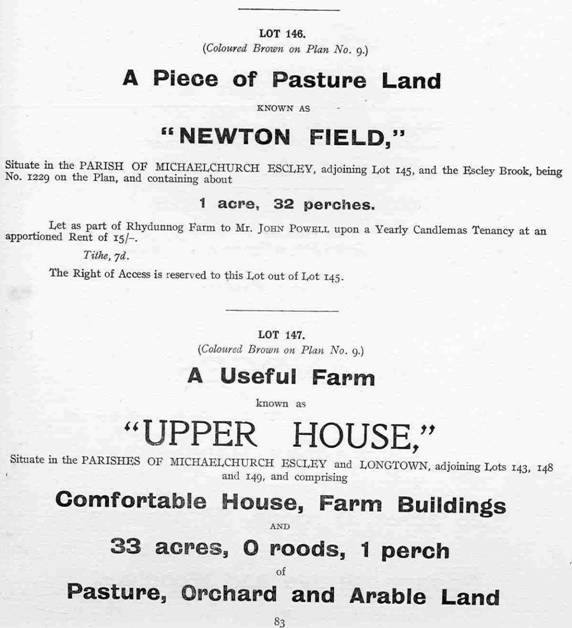 LOT 146.
(Coloured Brown on Plan No. 9.)
A Piece of Pasture Land
KNOWN AS
“NEWTON FIELD,”
Situate in the PARISH OF MICHAELCHURCH ESCLEY, adjoining Lot 145, and the Escley Brook, being
No. 1229 on the Plan, and containing about
1 acre, 32 perches.
Let as part of Rhydunnog Farm to Mr. JOHN POWELL upon a Yearly Candlemas Tenancy at an
apportioned Rent of 15/-.
Tithe, 7d.
The Right of Access is reserved to this Lot out of Lot 145.
LOT 147.
(Coloured Brown on Plan No. 9.)
A Useful Farm
known as
“UPPER HOUSE,”
Situate in the PARISHES OF MICHAELCHURCH ESCLEY and LONGTOWN, adjoining Lots 143, 148
and 149, and comprising
Comfortable House, Farm Buildings
AND
33 acres, 0 roods, 1 perch
of
Pasture, Orchard and Arable Land
83